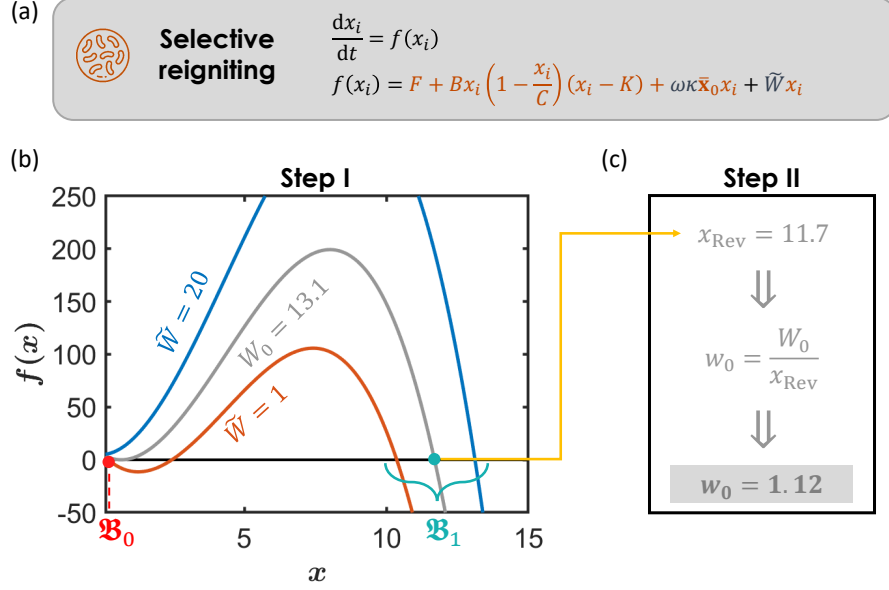 (a)
Selective
reigniting
dx_i/dt = f(x_i)
f(x_i) = F + Bx_i(1 − x_i/C)(x_i − K) + ωκx̄_0x_i + W̃x_i
(b)
Step I
250
200
150
100
50
0
-50
f(x)
W̃ = 20
W_0 = 13.1
W̃ = 1
𝕭_0
5
10
𝕭_1
15
x
(c)
Step II
x_Rev = 11.7
⇓
w_0 = W_0/x_Rev
⇓
w_0 = 1.12